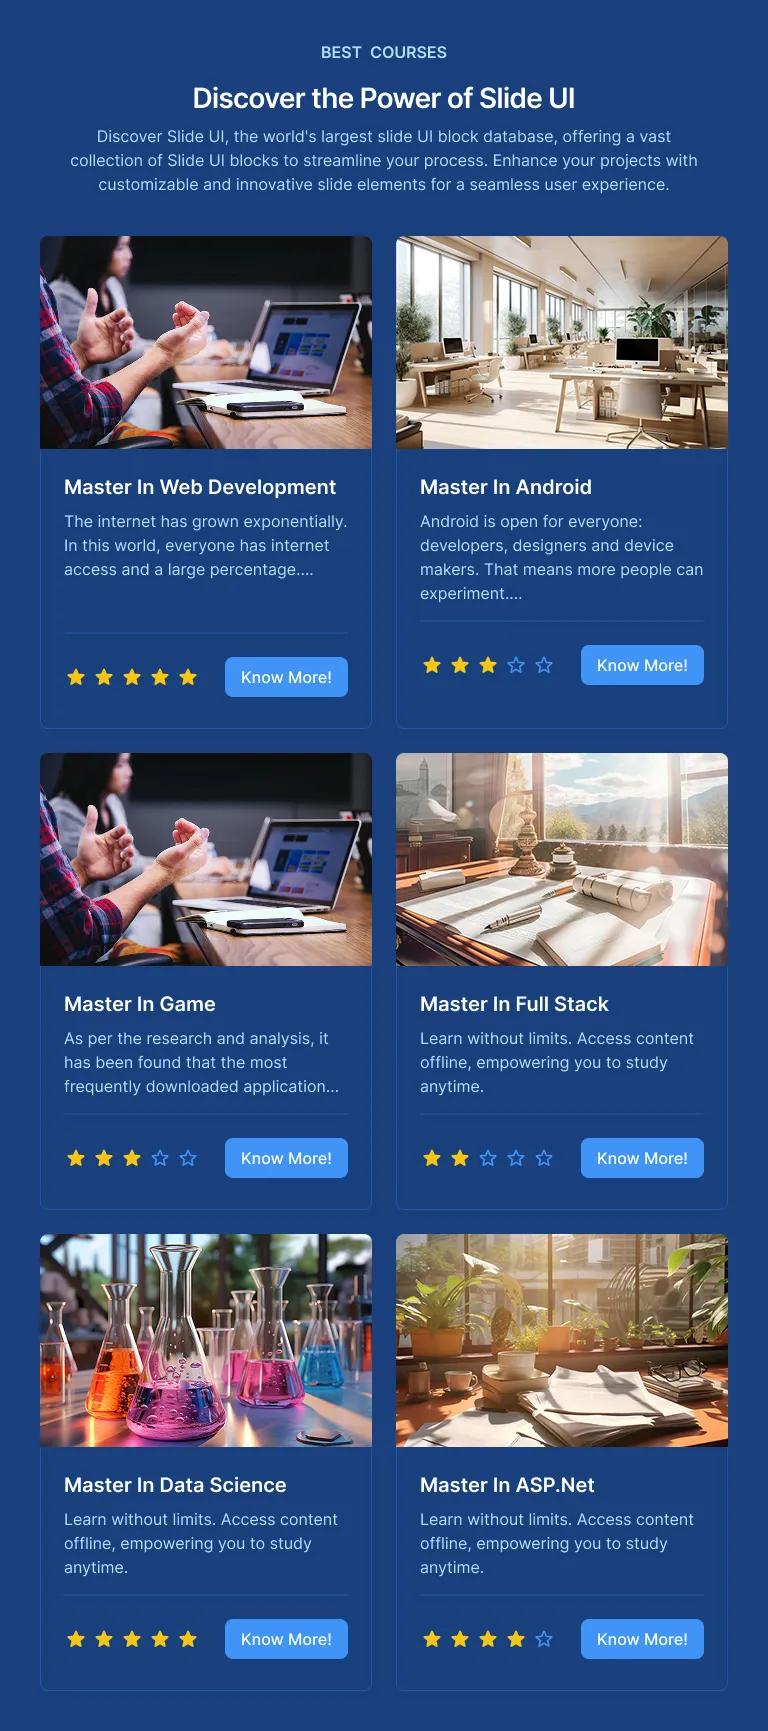 BEST COURSES
Discover the Power of Slide UI
Discover Slide UI, the world's largest slide UI block database, offering a vast
collection of Slide UI blocks to streamline your process. Enhance your projects with
customizable and innovative slide elements for a seamless user experience.
Master In Web Development
The internet has grown exponentially.
In this world, everyone has internet
access and a large percentage....
Know More!
Master In Android
Android is open for everyone:
developers, designers and device
makers. That means more people can
experiment....
Know More!
Master In Game
As per the research and analysis, it
has been found that the most
frequently downloaded application...
Know More!
Master In Full Stack
Learn without limits. Access content
offline, empowering you to study
anytime.
Know More!
Master In Data Science
Learn without limits. Access content
offline, empowering you to study
anytime.
Know More!
Master In ASP.Net
Learn without limits. Access content
offline, empowering you to study
anytime.
Know More!